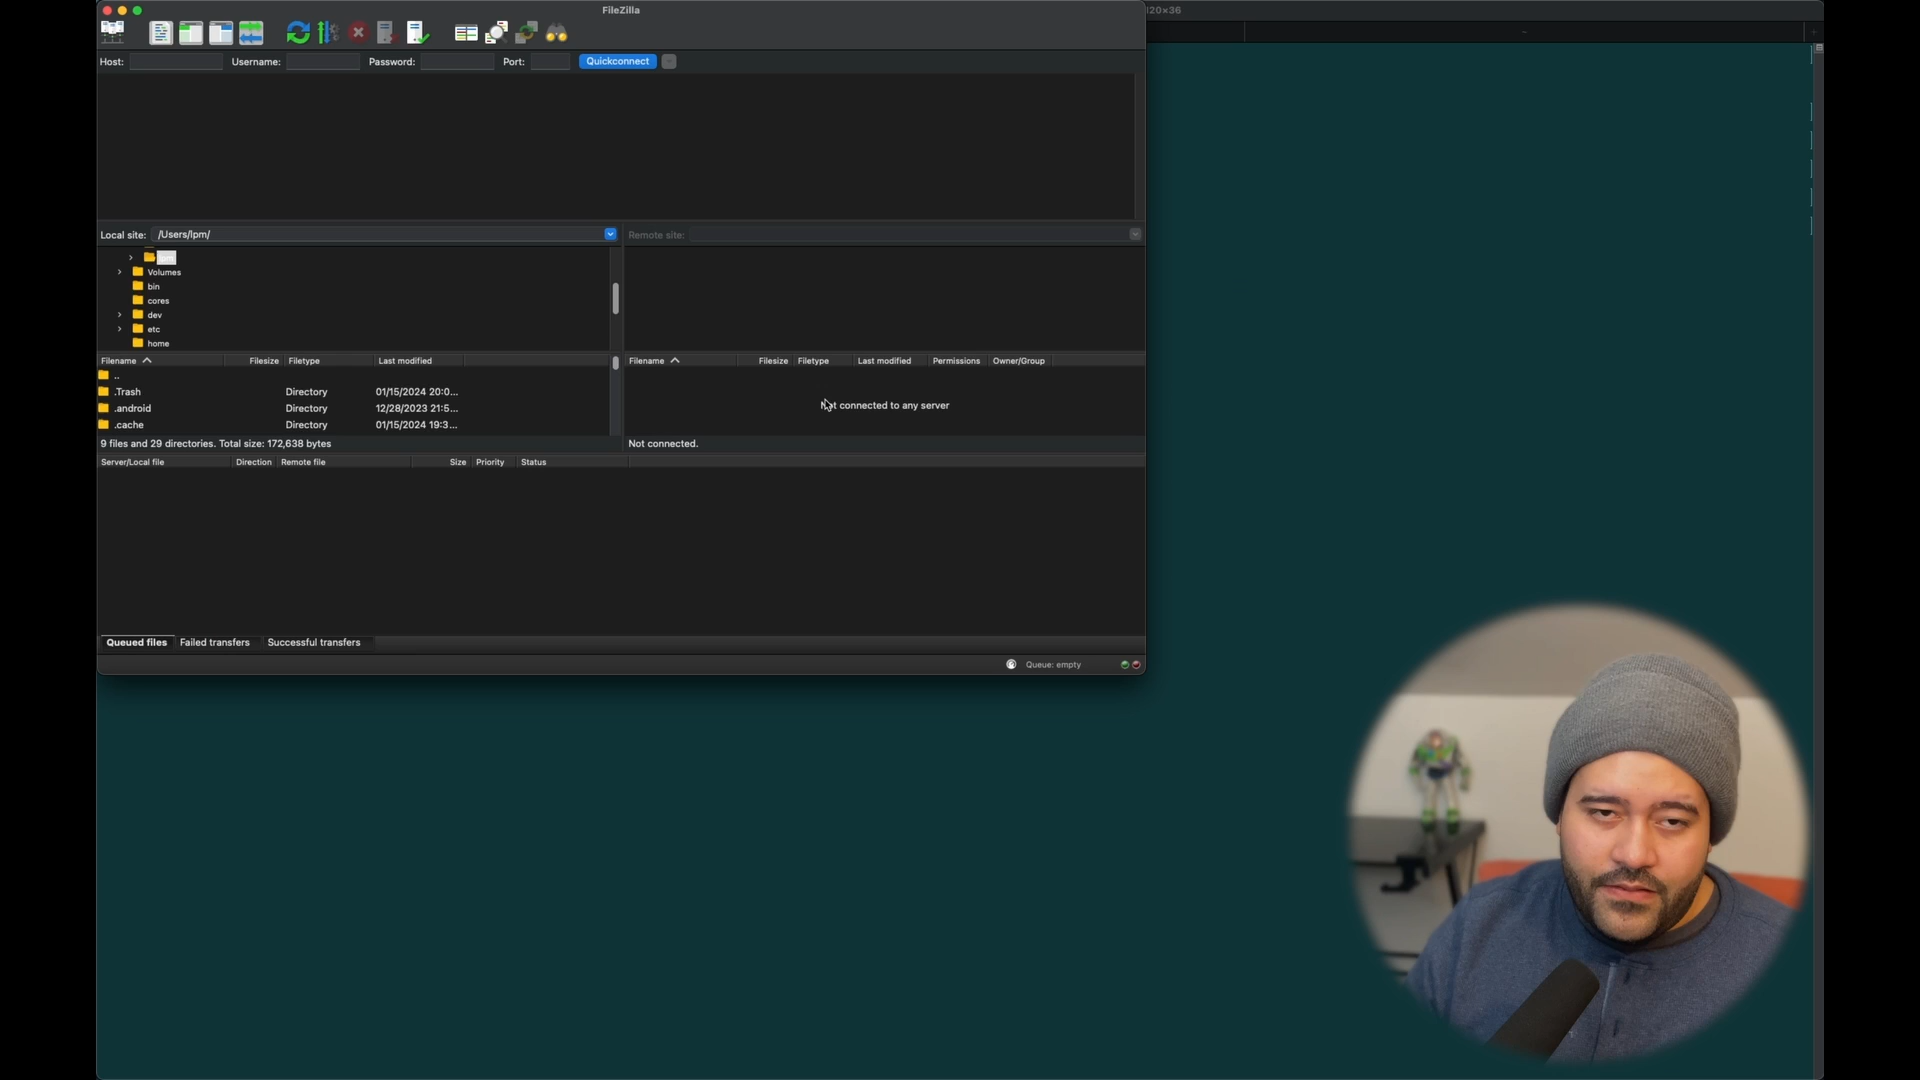 FileZilla
120×36
Host: Username: Password: Port: Quickconnect
Local site: /Users/lpm/
Remote site:
lpm
Volumes
bin
cores
dev
etc
home
Filename Filesize Filetype Last modified
..
.Trash Directory 01/15/2024 20:0...
.android Directory 12/28/2023 21:5...
.cache Directory 01/15/2024 19:3...
9 files and 29 directories. Total size: 172,638 bytes
Filename Filesize Filetype Last modified Permissions Owner/Group
Not connected to any server
Not connected.
Server/Local file Direction Remote file Size Priority Status
Queued files Failed transfers Successful transfers
Queue: empty